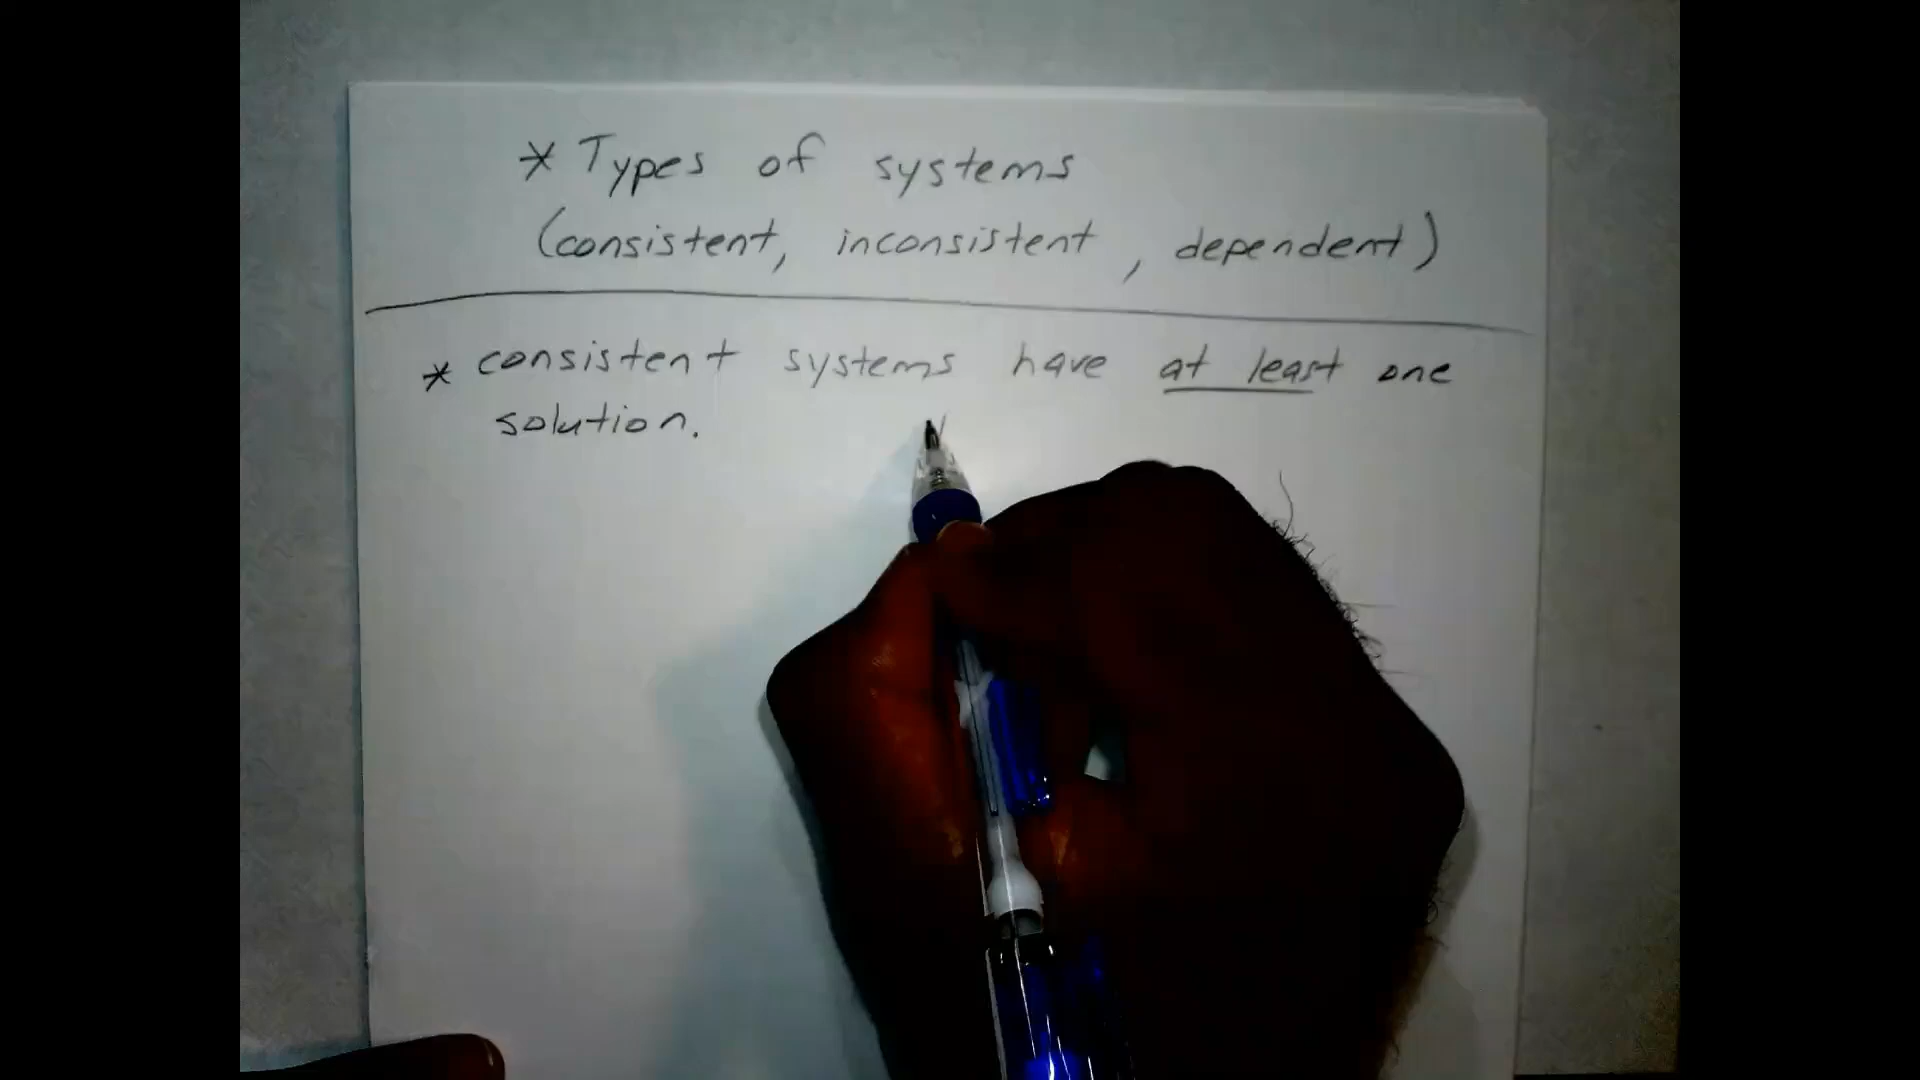 * Types of systems
(consistent, inconsistent, dependent)
* consistent systems have at least one
solution.